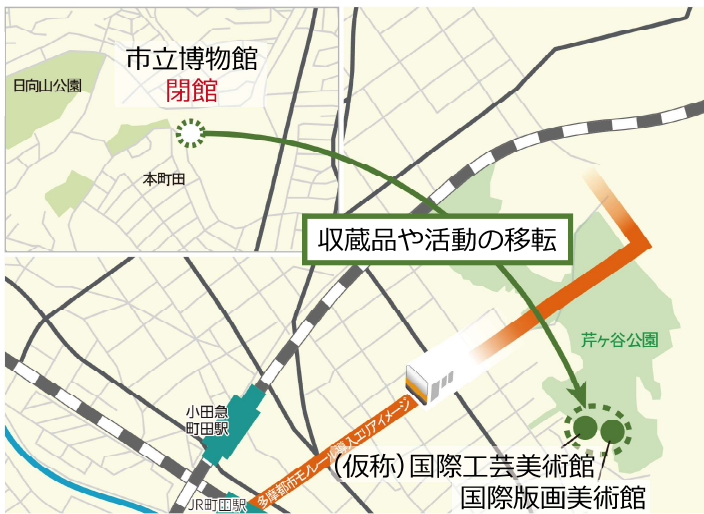 市立博物館
閉館
日向山公園
本町田
収蔵品や活動の移転
芹ヶ谷公園
小田急
町田駅
多摩都市モノレール導入エリアイメージ
(仮称)国際工芸美術館
国際版画美術館
JR町田駅